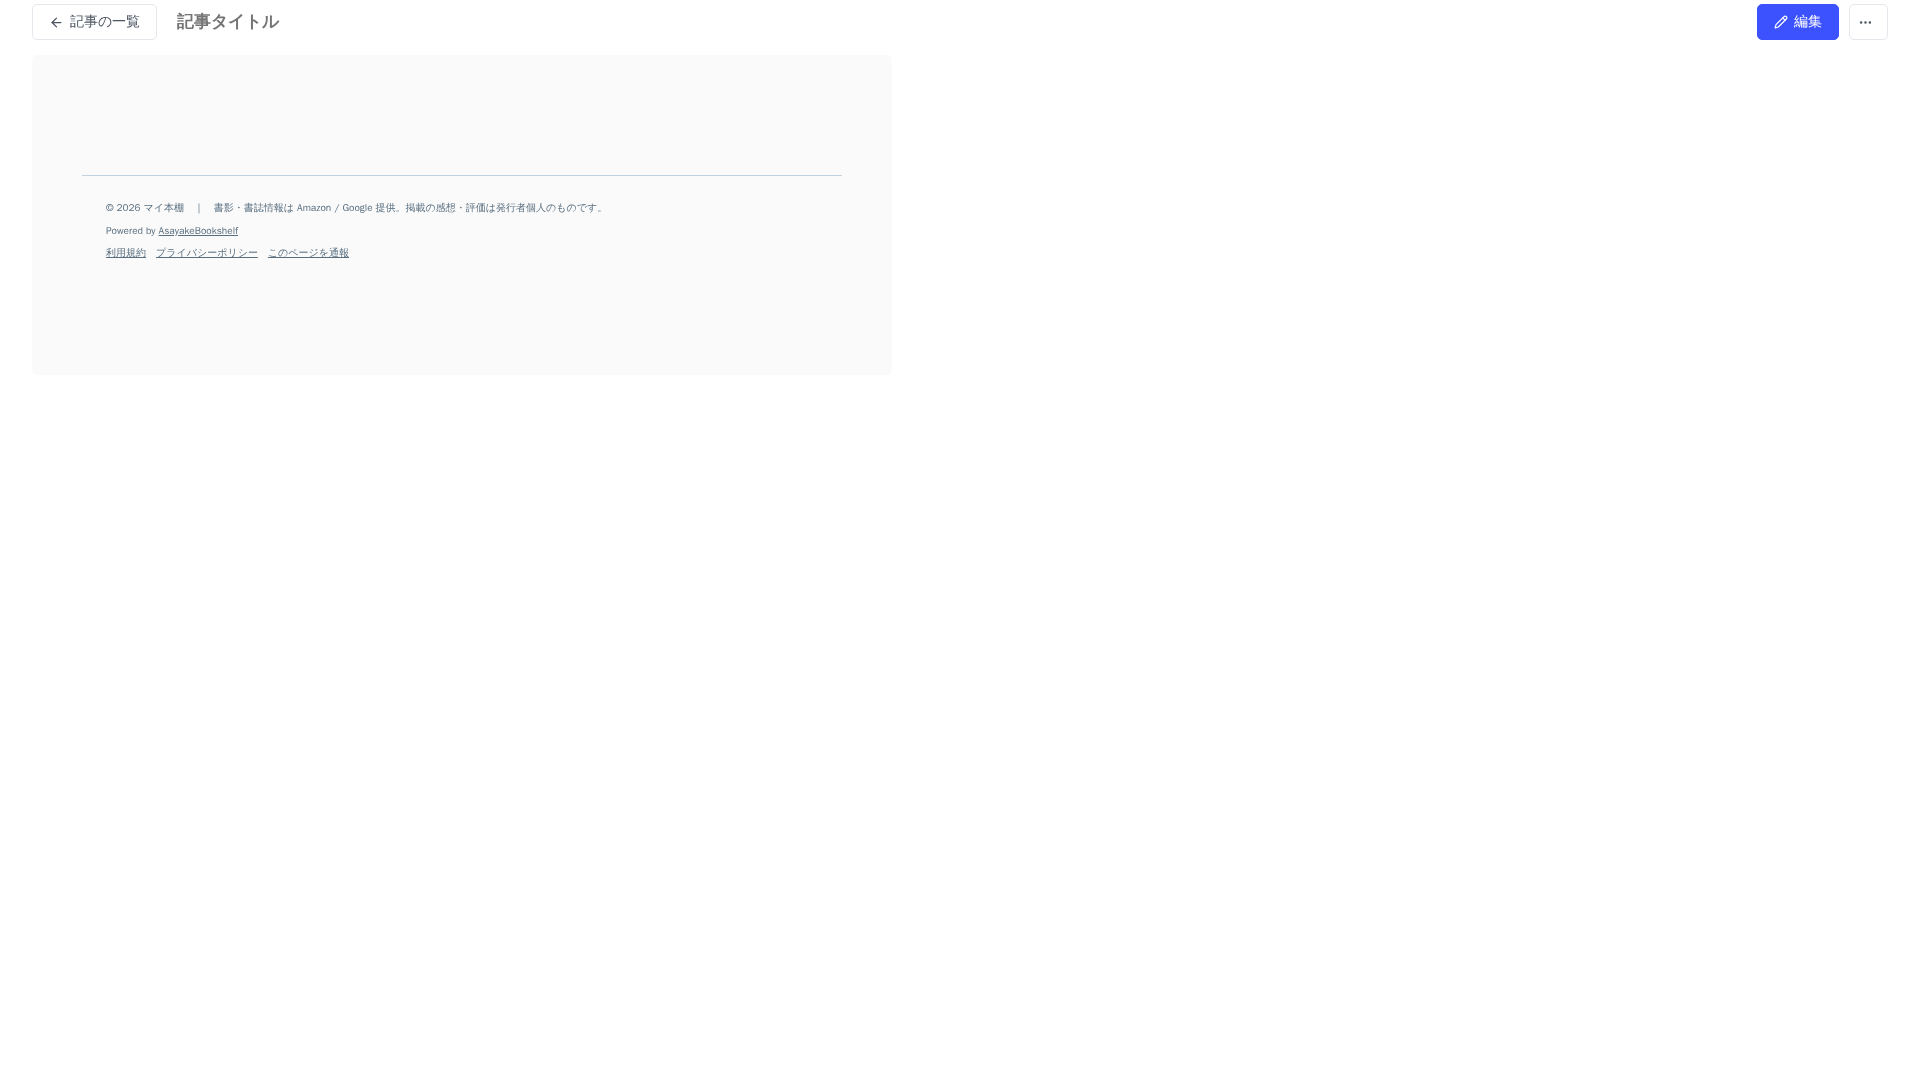 記事の一覧
記事タイトル
編集
© 2026 マイ本棚　｜　書影・書誌情報は Amazon / Google 提供。掲載の感想・評価は発行者個人のものです。
Powered by AsayakeBookshelf
利用規約　プライバシーポリシー　このページを通報